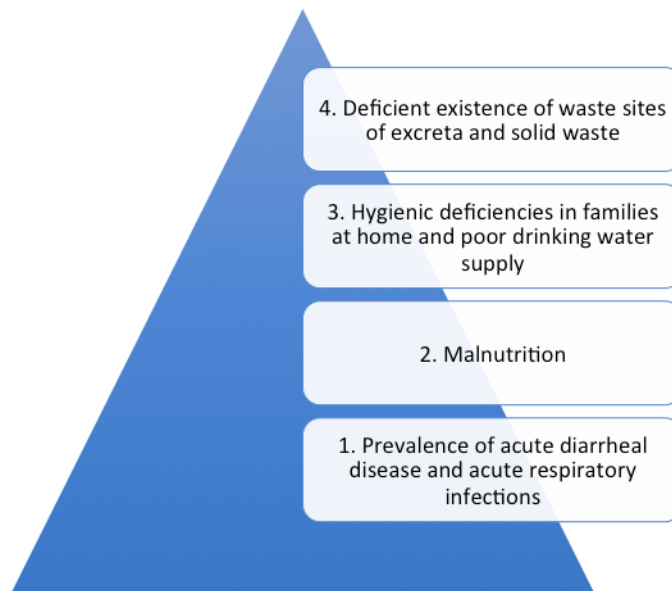 4. Deficient existence of waste sites
of excreta and solid waste
3. Hygienic deficiencies in families
at home and poor drinking water
supply
2. Malnutrition
1. Prevalence of acute diarrheal
disease and acute respiratory
infections